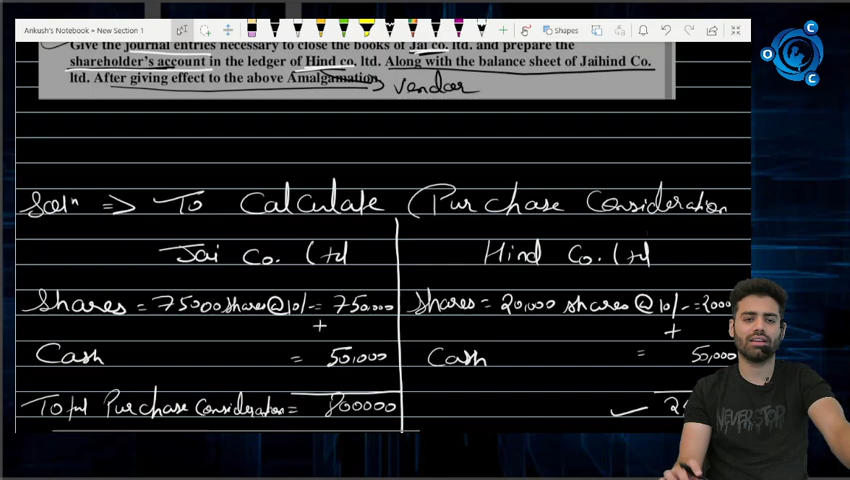 Ankush's Notebook » New Section 1
Shapes
Give the journal entries necessary to close the books of Jai co. ltd. and prepare the
shareholder's account in the ledger of Hind co. ltd. Along with the balance sheet of Jaihind Co.
ltd. After giving effect to the above Amalgamation.
vendor
Solⁿ => To Calculate (Purchase Consideration
Jai Co. Ltd
Hind Co. Ltd
Shares = 75000 shares @ 10/- = 750,000
Shares = 20,000 shares @ 10/- = 2000
+
+
Cash = 50,000
Cash = 50,000
Total Purchase Consideration = 800000
2
O C C
NEVER STOP